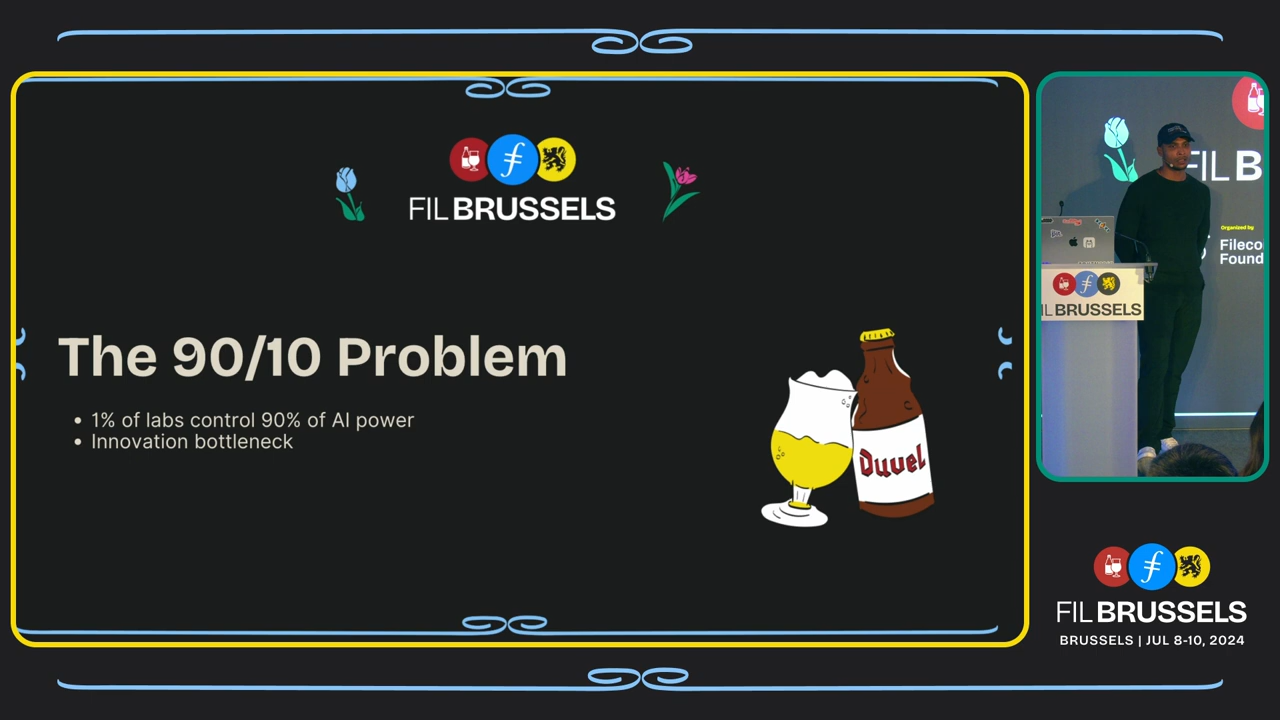 FIL BRUSSELS
The 90/10 Problem
• 1% of labs control 90% of AI power
• Innovation bottleneck
Duvel
FIL B
Organized by
Fileco
Found
IL BRUSSELS
FIL BRUSSELS
BRUSSELS | JUL 8-10, 2024